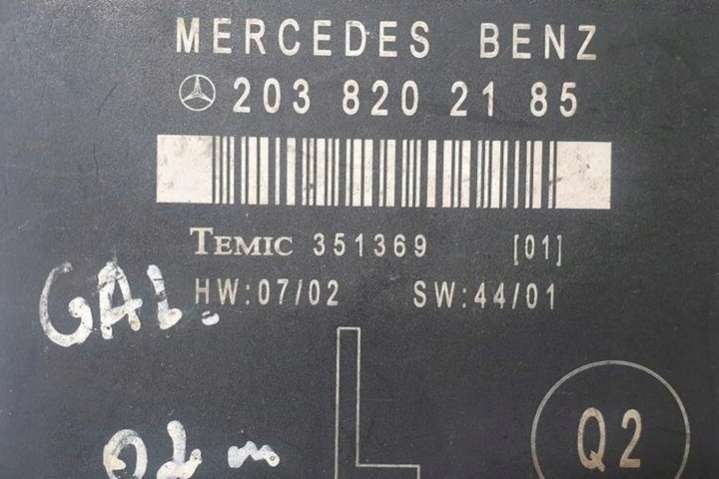 MERCEDES BENZ
203 820 21 85
TEMIC 351369 [01]
HW:07/02 SW:44/01
GAL.
L
Q2